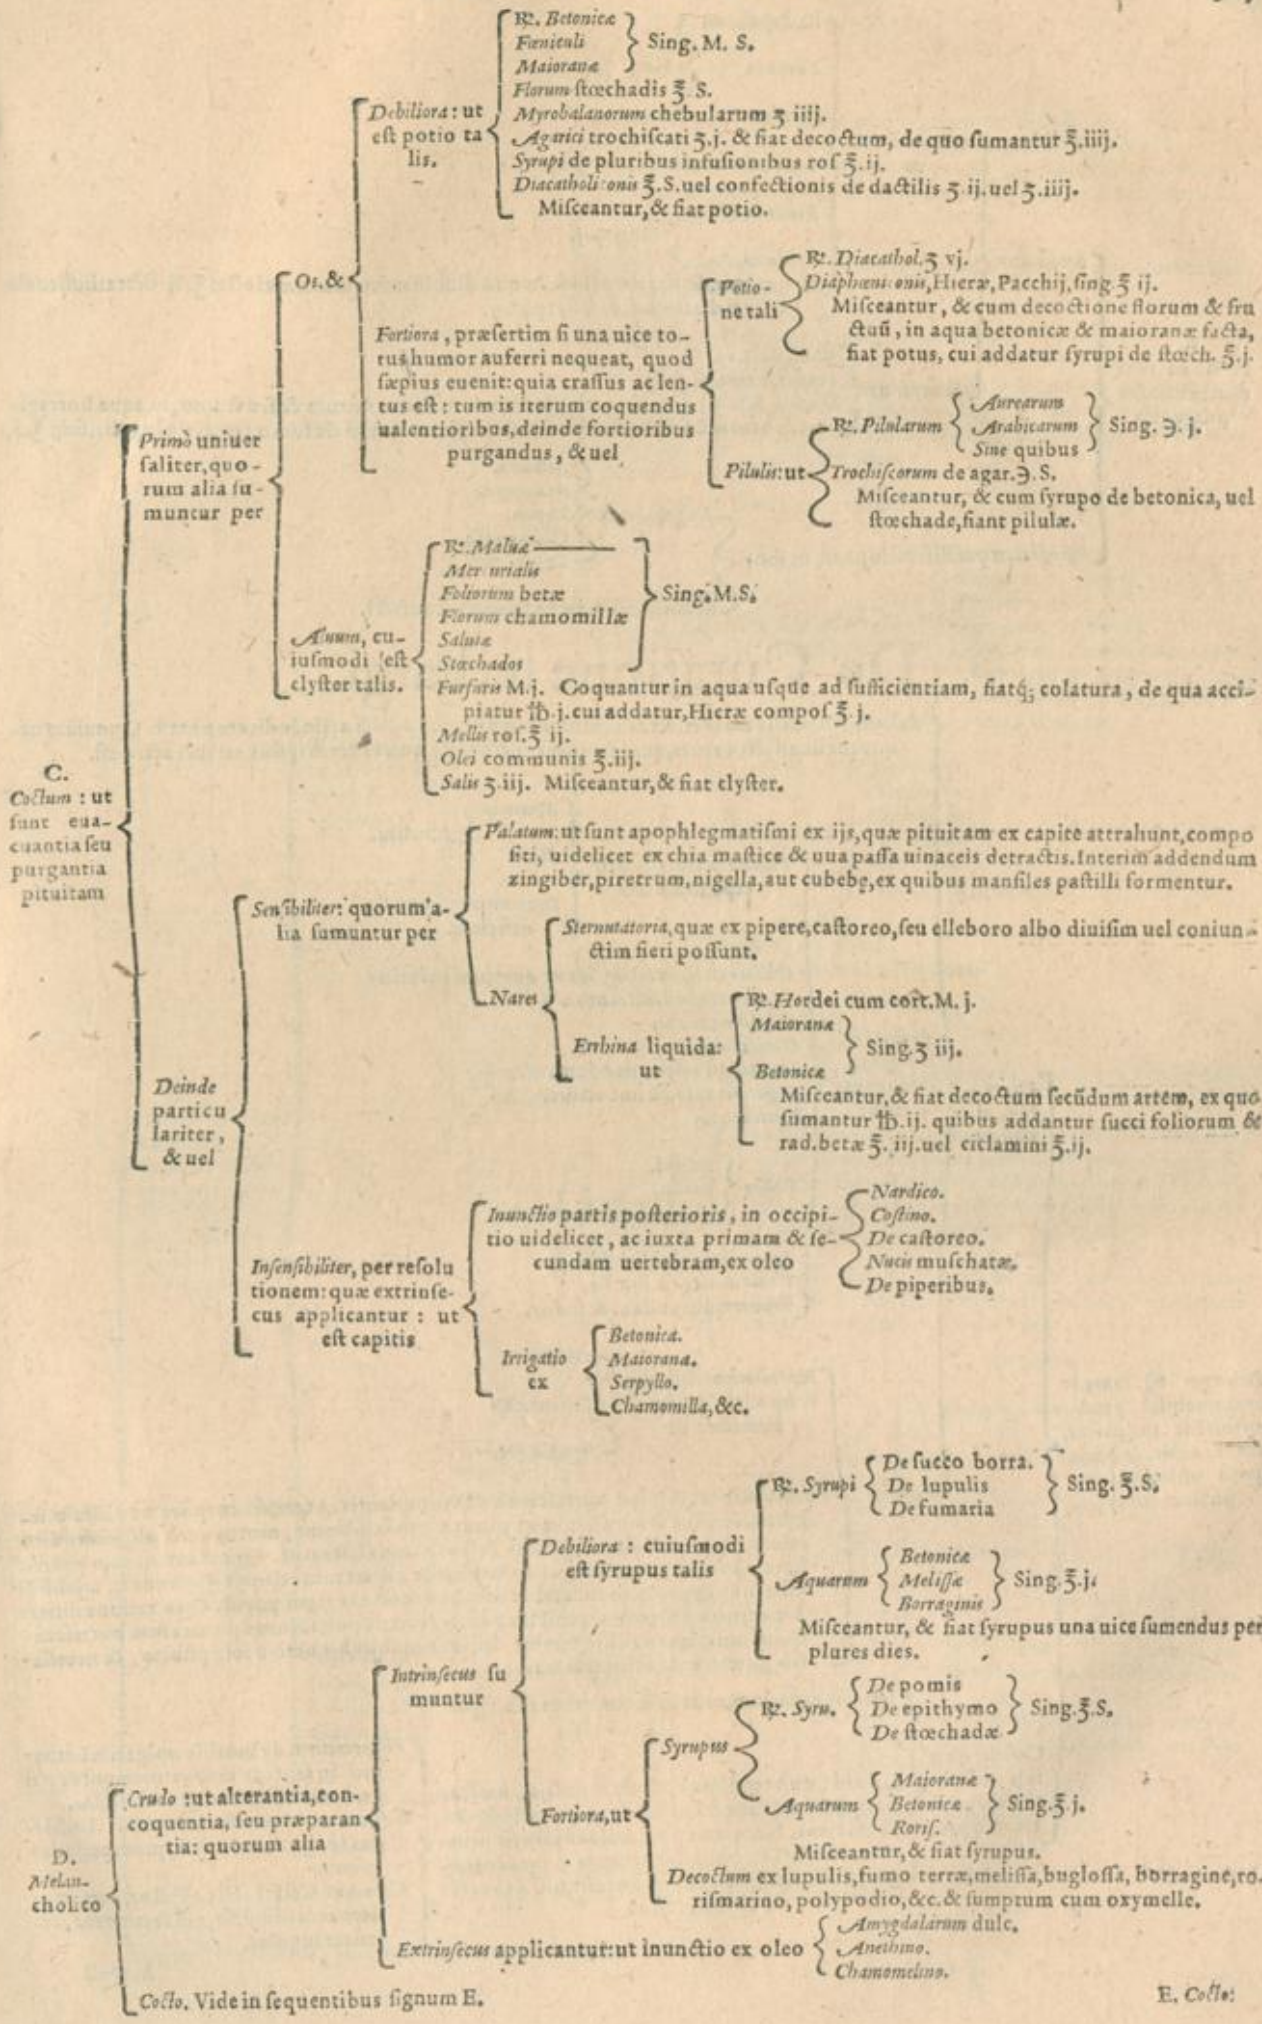 ℞. Betonicæ
Fœniculi
Maioranæ
Sing. M. S.
Florum ſtœchadis ℥ S.
Myrobalanorum chebularum ʒ iiij.
Agarici trochiſcati ʒ.j. & fiat decoctum, de quo ſumantur ℥.iiij.
Syrupi de pluribus infuſionibus roſ ℥.ij.
Diacatholiconis ℥.S. uel confectionis de dactilis ʒ ij. uel ʒ.iiij.
Miſceantur, & fiat potio.
Debiliora: ut
eſt potio ta
lis.
Os. &
Fortiora, præſertim ſi una uice to-
tus humor auferri nequeat, quod
ſæpius euenit: quia craſſus ac len-
tus eſt: tum is iterum coquendus
ualentioribus, deinde fortioribus
purgandus, & uel
Potio-
ne tali
℞. Diacathol. ʒ vj.
Diaphœniconis, Hieræ, Pacchij, ſing. ℥ ij.
Miſceantur, & cum decoctione florum & fru
ctuũ, in aqua betonicæ & maioranæ facta,
fiat potus, cui addatur ſyrupi de ſtœch. ℥.j.
Pilulis: ut
℞. Pilularum
Aurearum
Arabicarum
Sine quibus
Sing. ℈. j.
Trochiſcorum de agar. ℈. S.
Miſceantur, & cum ſyrupo de betonica, uel
ſtœchade, fiant pilulæ.
Primò uniuer
ſaliter, quo-
rum alia ſu-
muntur per
Anum, cu-
iuſmodi eſt
clyſter talis.
℞. Maluæ
Mercurialis
Foliorum betæ
Florum chamomillæ
Saluiæ
Stœchados
Sing. M. S.
Furfuris M. j. Coquantur in aqua uſque ad ſufficientiam, fiatq; colatura, de qua acci-
piatur ℔.j. cui addatur, Hieræ compoſ ℥.j.
Mellis roſ. ℥ ij.
Olei communis ℥.iij.
Salis ʒ.iij. Miſceantur, & fiat clyſter.
C.
Coctum: ut
ſunt eua-
cuantia ſeu
purgantia
pituitam
Palatum: ut ſunt apophlegmatiſmi ex ijs, quæ pituitam ex capite attrahunt, compo
ſiti, uidelicet ex chia maſtice & uua paſſa uinaceis detractis. Interim addendum
zingiber, piretrum, nigella, aut cubebę, ex quibus manſiles paſtilli formentur.
Senſibiliter: quorum a-
lia ſumuntur per
Nares
Sternutatoria, quæ ex pipere, caſtoreo, ſeu elleboro albo diuiſim uel coniun-
ctim fieri poſſunt.
Errhina liquida:
ut
℞. Hordei cum cort. M. j.
Maioranæ
Betonicæ
Sing. ʒ iij.
Miſceantur, & fiat decoctum ſecũdum artem, ex quo
ſumantur ℔.ij. quibus addantur ſucci foliorum &
rad. betæ ℥. iij. uel ciclamini ℥.ij.
Deinde
particu
lariter,
& uel
Inſenſibiliter, per reſolu
tionem: quæ extrinſe-
cus applicantur: ut
eſt capitis
Inunctio partis poſterioris, in occipi-
tio uidelicet, ac iuxta primam & ſe-
cundam uertebram, ex oleo
Nardico.
Coſtino.
De caſtoreo.
Nucis muſchatæ.
De piperibus.
Irrigatio
ex
Betonica.
Maiorana.
Serpyllo.
Chamomilla, &c.
℞. Syrupi
De ſucco borra.
De lupulis
De fumaria
Sing. ℥.S.
Debiliora: cuiuſmodi
eſt ſyrupus talis
Aquarum
Betonicæ
Meliſſæ
Borraginis
Sing. ℥.j.
Miſceantur, & fiat ſyrupus una uice ſumendus per
plures dies.
Intrinſecus ſu
muntur
Fortiora, ut
Syrupus
℞. Syru.
De pomis
De epithymo
De ſtœchadæ
Sing. ℥.S.
Aquarum
Maioranæ
Betonicæ
Roriſ.
Sing. ℥ j.
Miſceantur, & fiat ſyrupus.
Decoctum ex lupulis, fumo terræ, meliſſa, bugloſſa, borragine, ro.
riſmarino, polypodio, &c. & ſumptum cum oxymelle.
Crudo: ut alterantia, con-
coquentia, ſeu præparan
tia: quorum alia
D.
Melan-
cholico
Extrinſecus applicantur: ut inunctio ex oleo
Amygdalarum dulc.
Anethino.
Chamomelino.
Cocto. Vide in ſequentibus ſignum E.
E. Cocto: